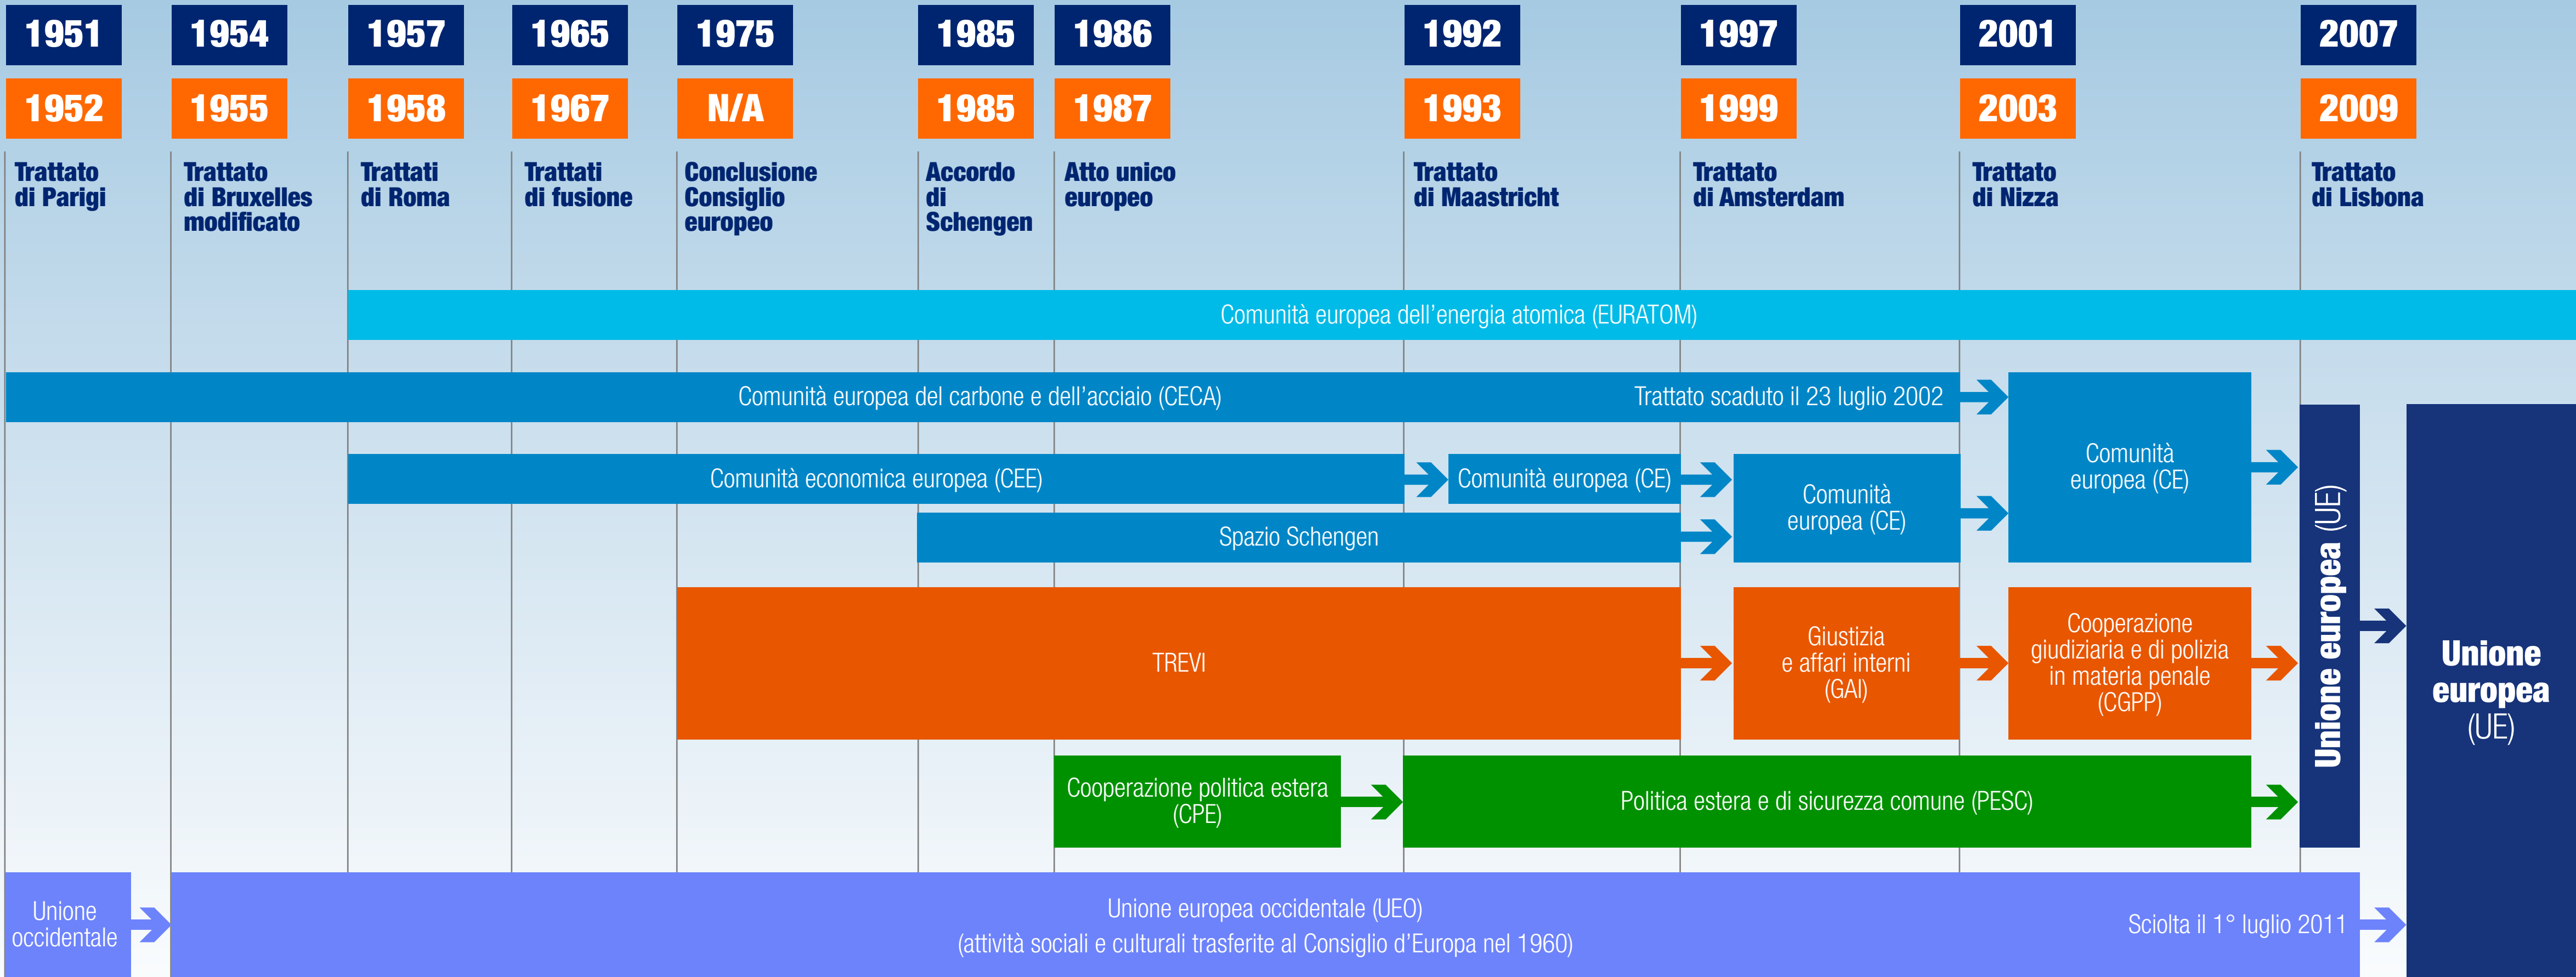 1951
1954
1957
1965
1975
1985
1986
1992
1997
2001
2007
1952
1955
1958
1967
N/A
1985
1987
1993
1999
2003
2009
Trattato
di Parigi
Trattato
di Bruxelles
modificato
Trattati
di Roma
Trattati
di fusione
Conclusione
Consiglio
europeo
Accordo
di
Schengen
Atto unico
europeo
Trattato
di Maastricht
Trattato
di Amsterdam
Trattato
di Nizza
Trattato
di Lisbona
Comunità europea dell’energia atomica (EURATOM)
Comunità europea del carbone e dell’acciaio (CECA)
Trattato scaduto il 23 luglio 2002
Comunità economica europea (CEE)
Comunità europea (CE)
Spazio Schengen
Comunità
europea (CE)
Comunità
europea (CE)
TREVI
Giustizia
e affari interni
(GAI)
Cooperazione
giudiziaria e di polizia
in materia penale
(CGPP)
Cooperazione politica estera
(CPE)
Politica estera e di sicurezza comune (PESC)
Unione europea (UE)
Unione
europea
(UE)
Unione
occidentale
Unione europea occidentale (UEO)
(attività sociali e culturali trasferite al Consiglio d’Europa nel 1960)
Sciolta il 1° luglio 2011